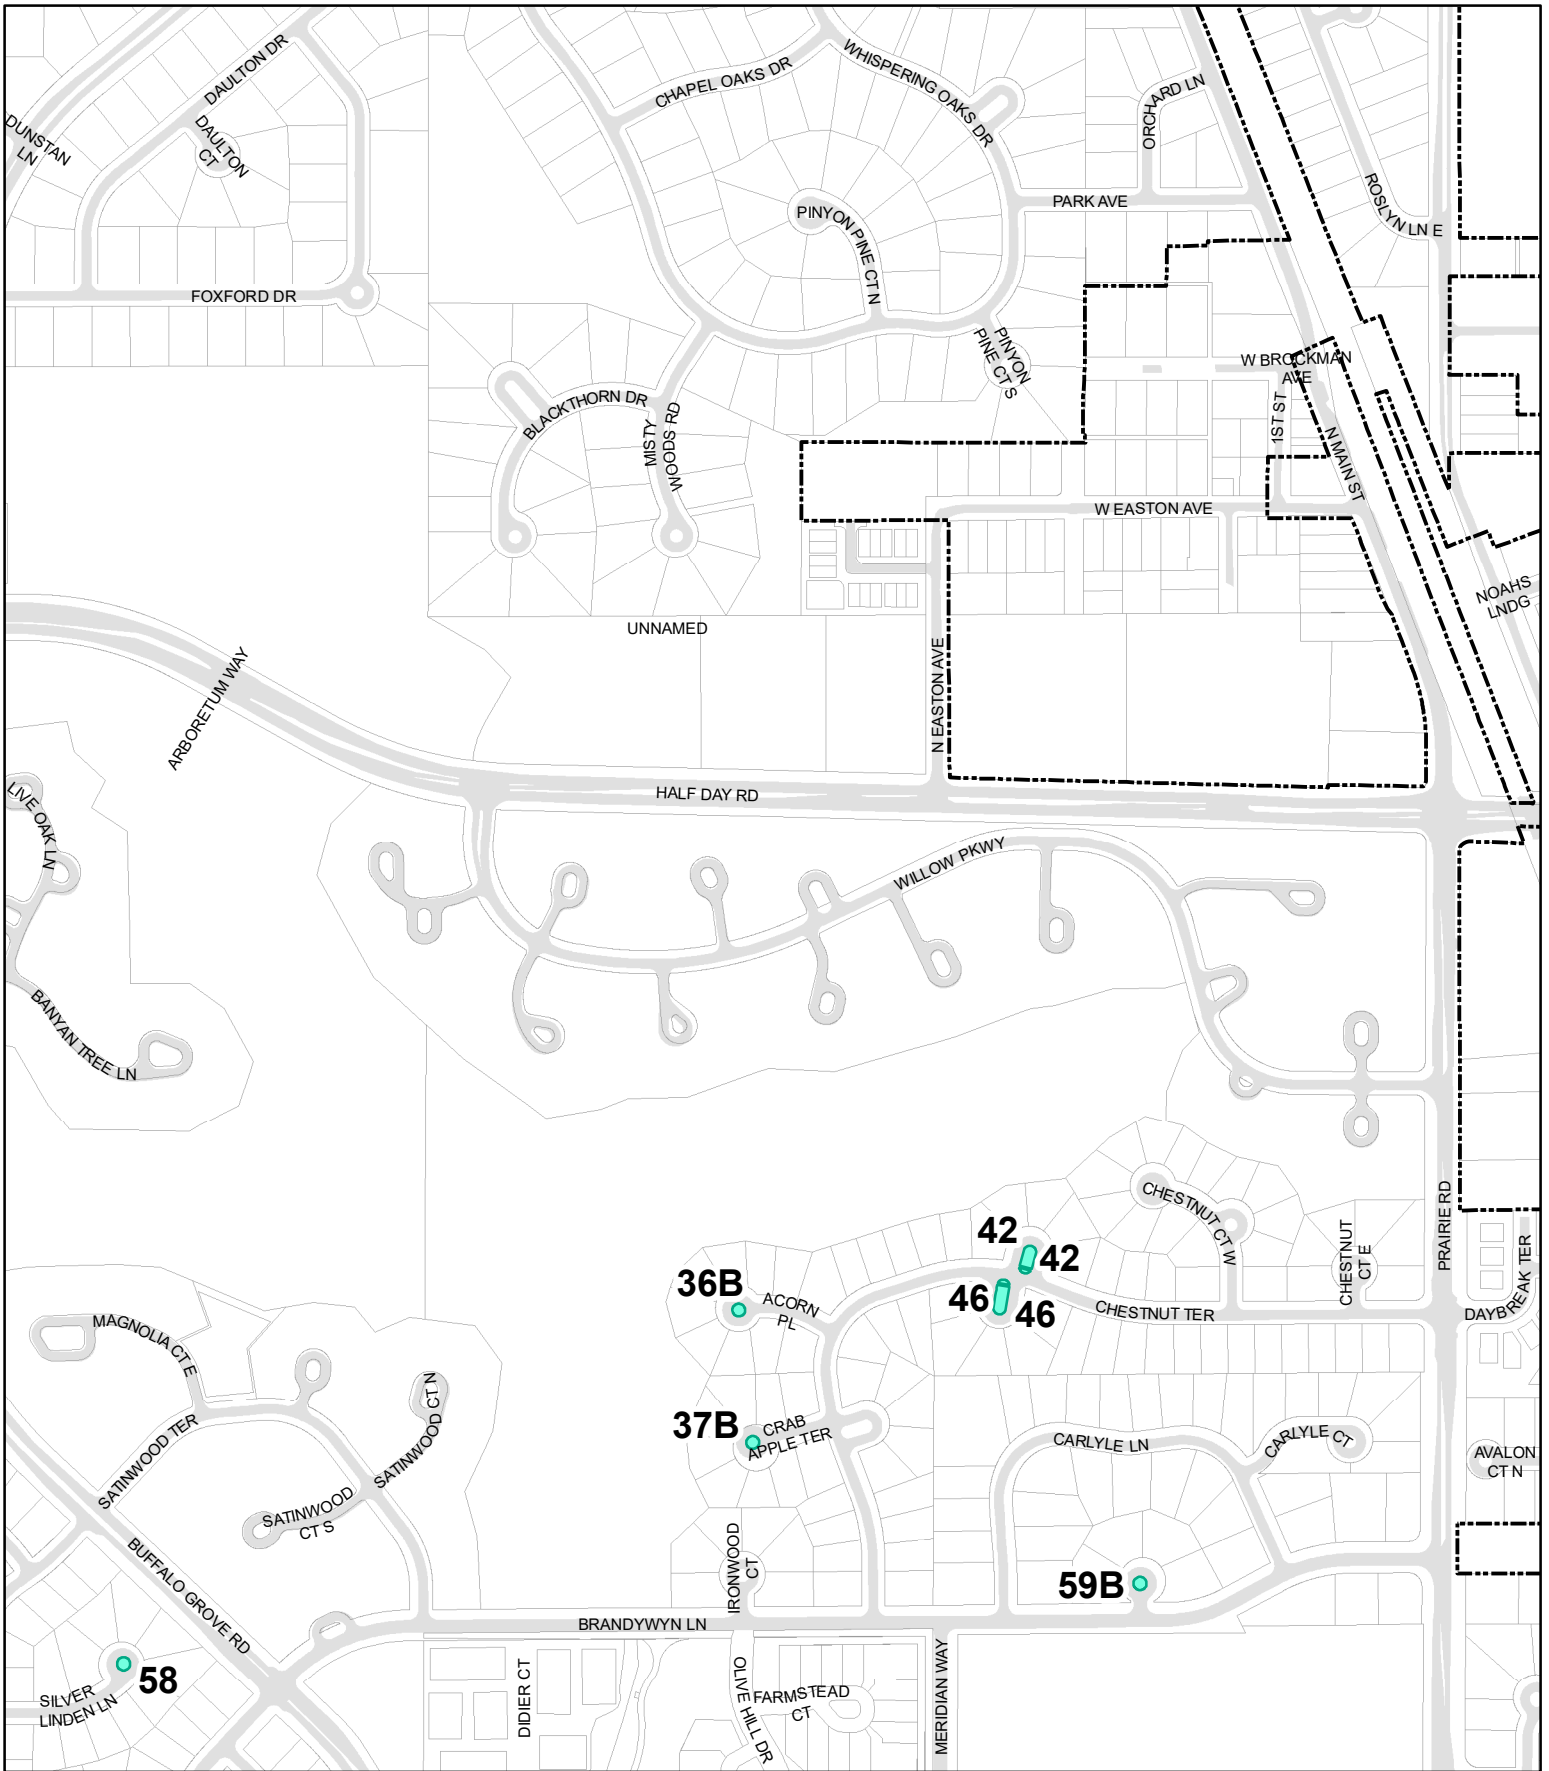 DAULTON DR
CHAPEL OAKS DR
WHISPERING OAKS DR
ORCHARD LN
DUNSTAN
LN
DAULTON
CT
PARK AVE
ROSLYN LN E
PINYON PINE CT N
FOXFORD DR
PINYON
PINE CT S
W BROCKMAN
AVE
BLACKTHORN DR
MISTY
WOODS RD
1ST ST
N MAIN ST
W EASTON AVE
NOAHS
LNDG
UNNAMED
ARBORETUM WAY
N EASTON AVE
HALF DAY RD
LIVE OAK LN
WILLOW PKWY
BANYAN TREE LN
CHESTNUT CT W
CHESTNUT
CT E
PRAIRIE RD
DAYBREAK TER
42
42
46
46
36B
ACORN
PL
CHESTNUT TER
MAGNOLIA CT E
SATINWOOD CT N
37B
CRAB
APPLE TER
SATINWOOD TER
CARLYLE LN
CARLYLE CT
AVALON
CT N
SATINWOOD
CT S
BUFFALO GROVE RD
IRONWOOD
CT
59B
BRANDYWYN LN
58
SILVER
LINDEN LN
DIDIER CT
OLIVE HILL DR
FARMSTEAD
CT
MERIDIAN WAY